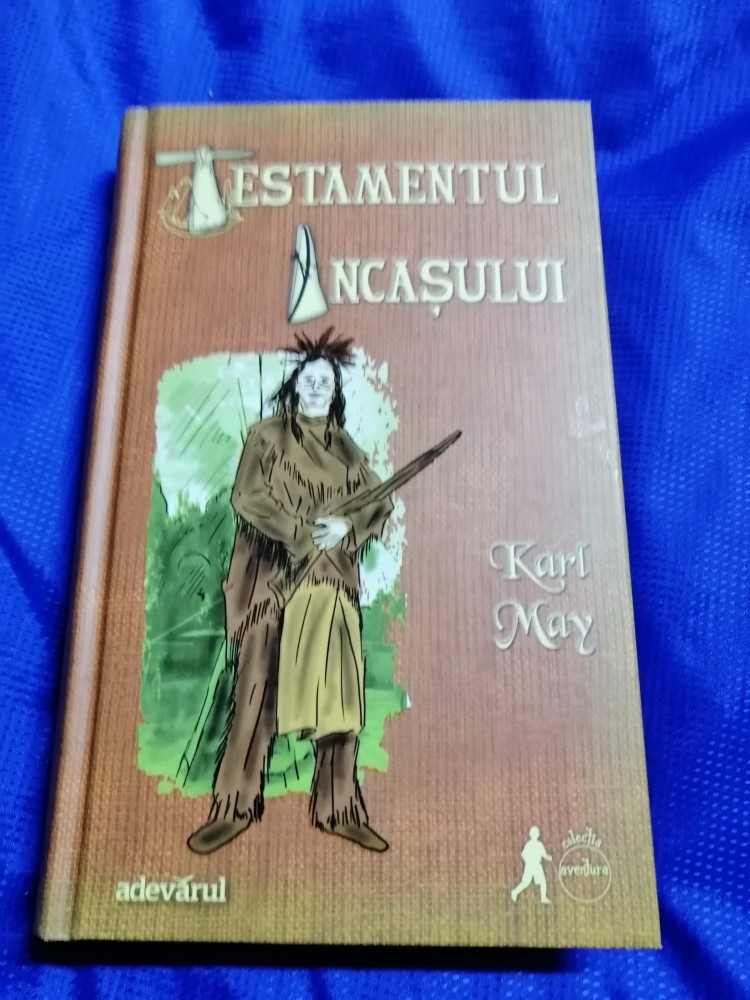 TESTAMENTUL
INCAȘULUI
Karl
May
adevărul
colecția
aventura